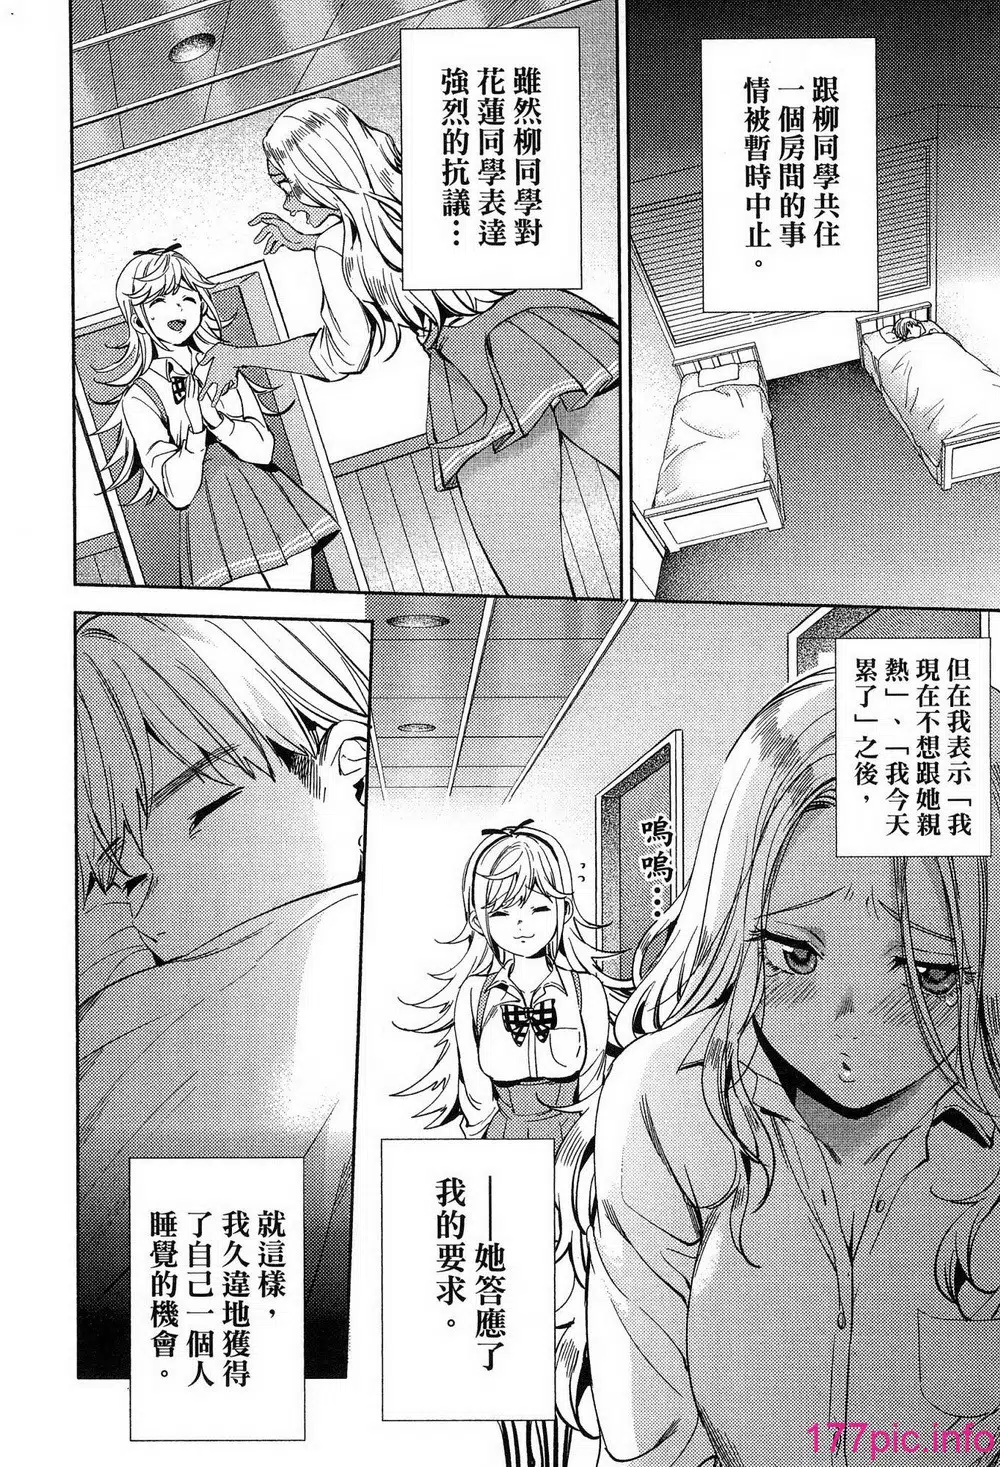 跟柳同學共住
一個房間的事
情被暫時中止。
雖然柳同學對
花蓮同學表達
強烈的抗議…
但在我表示「我
現在不想跟她親
熱」、「我今天
累了」之後，
嗚嗚…
——她答應了
我的要求。
就這樣，
我久違地獲得
了自己一個人
睡覺的機會。
177pic.info